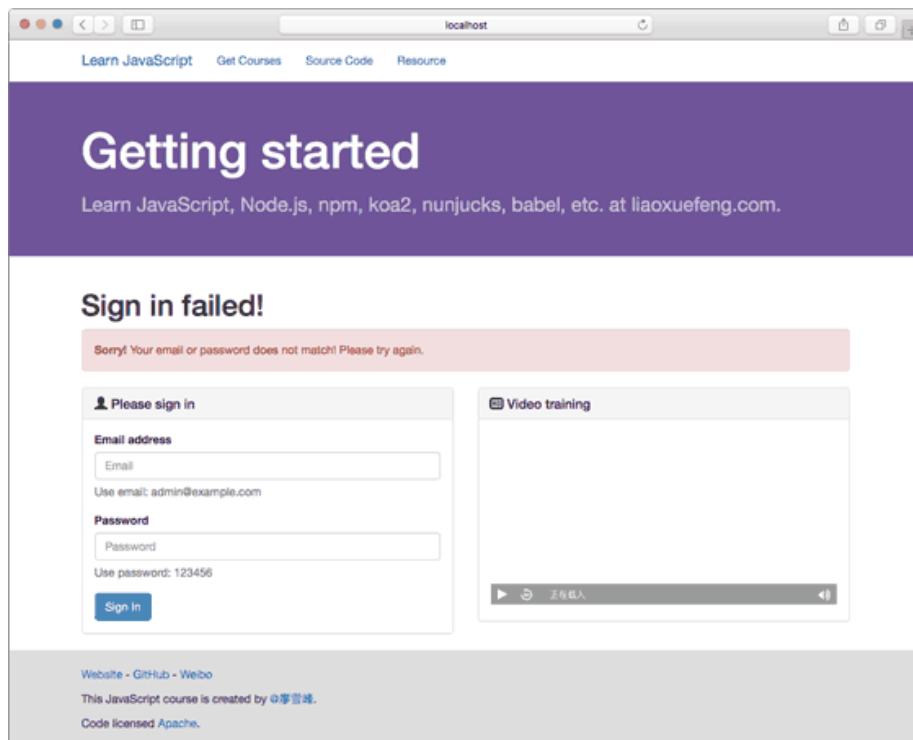 localhost
Learn JavaScript Get Courses Source Code Resource
Getting started
Learn JavaScript, Node.js, npm, koa2, nunjucks, babel, etc. at liaoxuefeng.com.
Sign in failed!
Sorry! Your email or password does not match! Please try again.
Please sign in
Email address
Email
Use email: admin@example.com
Password
Password
Use password: 123456
Sign In
Video training
正在载入
Website - GitHub - Weibo
This JavaScript course is created by @廖雪峰.
Code licensed Apache.